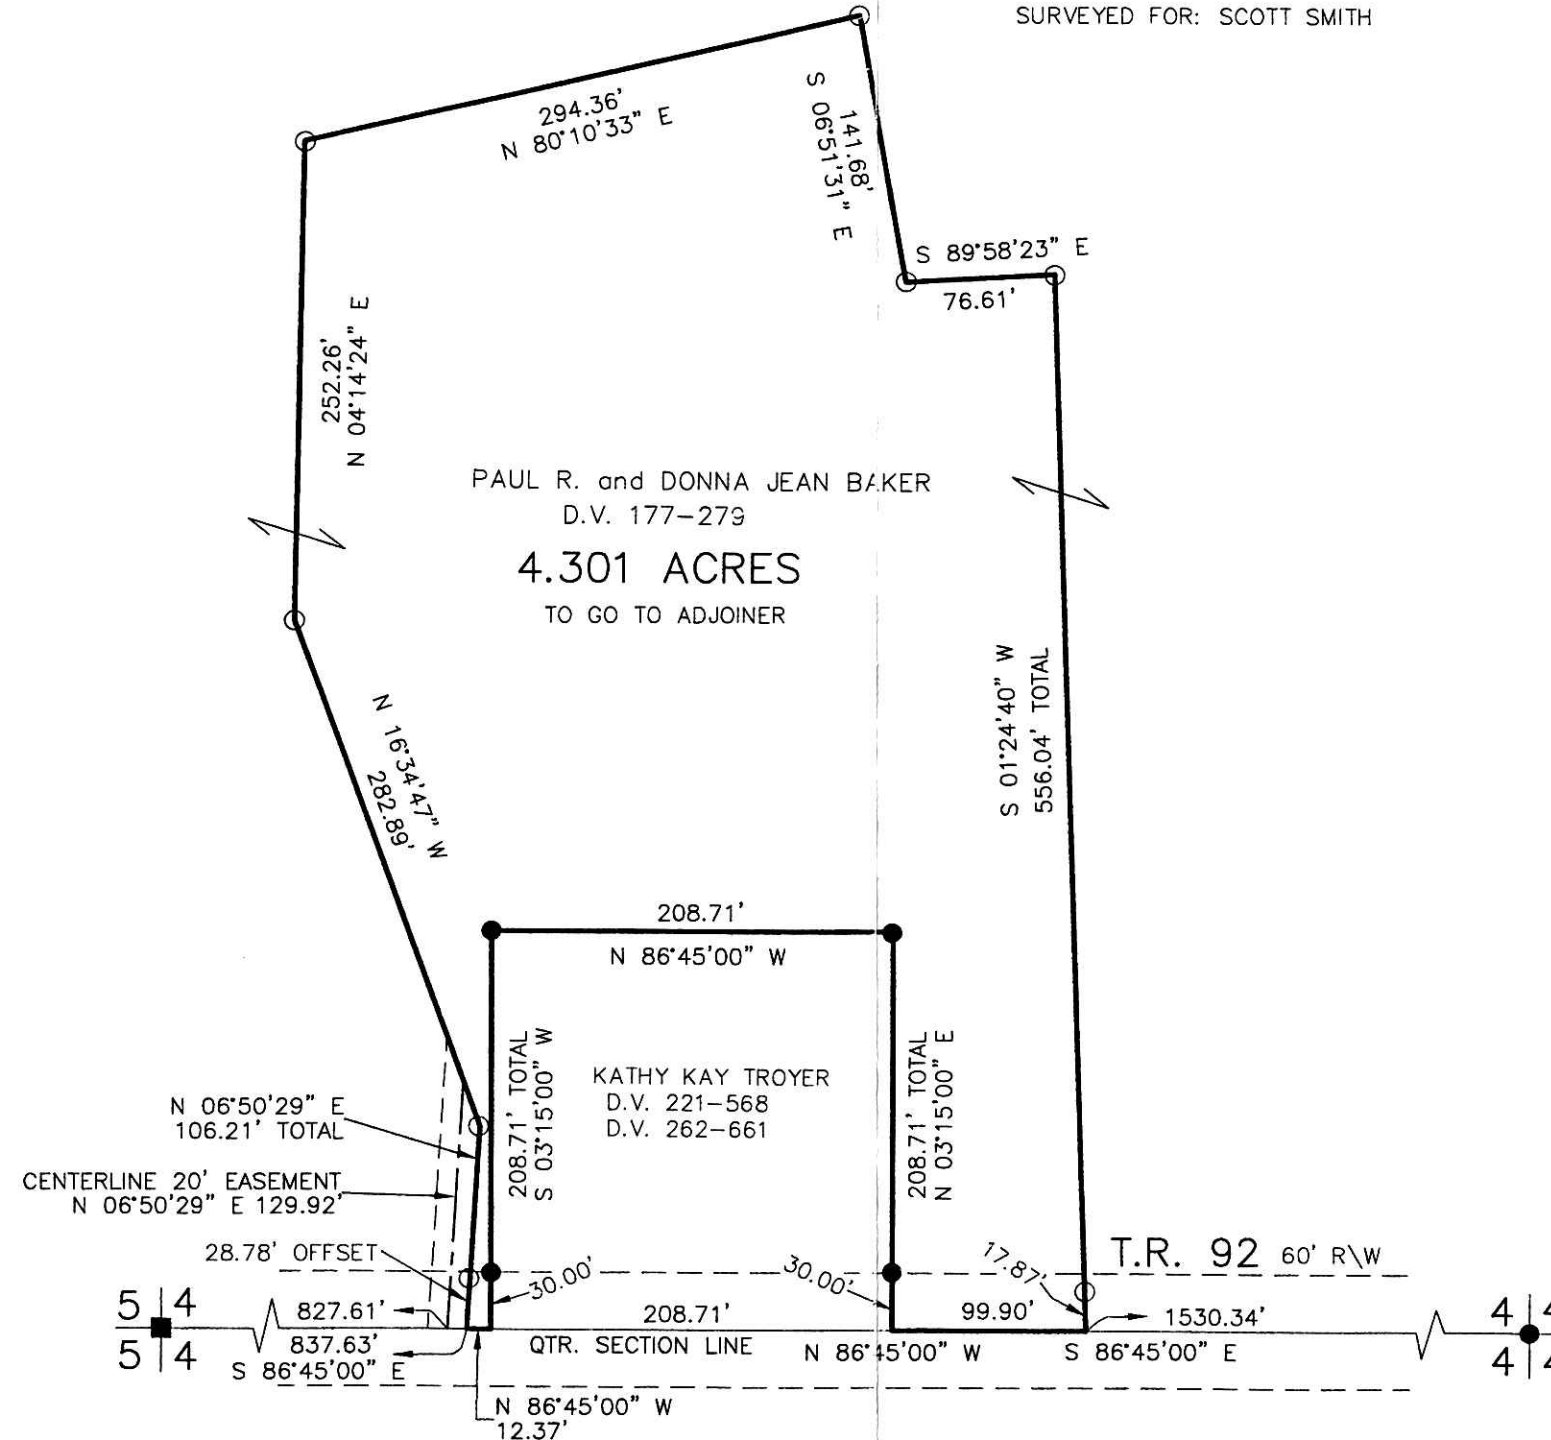 SURVEYED FOR: SCOTT SMITH
294.36'
N 80°10'33" E
141.68'
S 06°51'31" E
S 89°58'23" E
76.61'
252.26'
N 04°14'24" E
PAUL R. and DONNA JEAN BAKER
D.V. 177-279
4.301 ACRES
TO GO TO ADJOINER
S 01°24'40" W
556.04' TOTAL
N 16°34'47" W
282.89'
208.71'
N 86°45'00" W
208.71' TOTAL
S 03°15'00" W
KATHY KAY TROYER
D.V. 221-568
D.V. 262-661
208.71' TOTAL
N 03°15'00" E
N 06°50'29" E
106.21' TOTAL
CENTERLINE 20' EASEMENT
N 06°50'29" E 129.92'
28.78' OFFSET
30.00'
30.00'
17.87'
T.R. 92 60' R\W
5 4
827.61'
208.71'
99.90'
1530.34'
4 4
5 4
837.63'
S 86°45'00" E
QTR. SECTION LINE
N 86°45'00" W
S 86°45'00" E
4 4
N 86°45'00" W
12.37'